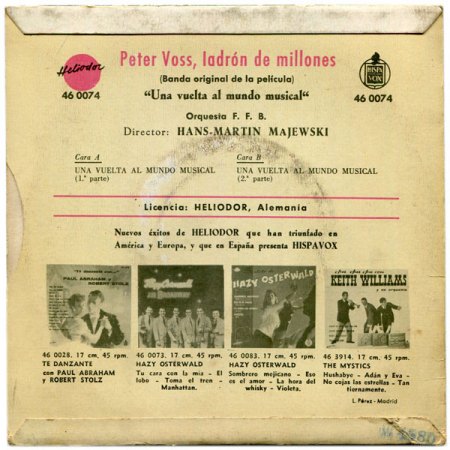 Heliodor
46 0074
Peter Voss, ladrón de millones
(Banda original de la película)
“Una vuelta al mundo musical“
Orquesta F. F. B.
Director: HANS-MARTIN MAJEWSKI
HISPA
VOX
46 0074
Cara A
UNA VUELTA AL MUNDO MUSICAL
(1.ª parte)
Cara B
UNA VUELTA AL MUNDO MUSICAL
(2.ª parte)
Licencia: HELIODOR, Alemania
Nuevos éxitos de HELIODOR que han triunfado en
América y Europa, y que en España presenta HISPAVOX
PAUL ABRAHAM
y ROBERT STOLZ
HAZY OSTERWALD
KEITH WILLIAMS
y su orquesta
46 0028. 17 cm. 45 rpm.
TE DANZANTE
con PAUL ABRAHAM
y ROBERT STOLZ
46 0073. 17 cm. 45 rpm.
HAZY OSTERWALD
Tu cara con la mia - El
lobo - Toma el tren -
Manhattan.
46 0083. 17 cm. 45 rpm.
HAZY OSTERWALD
Sombrero mejicano - Eso
es el amor - La hora del
whisky - Violeta.
46 3914. 17 cm. 45 rpm.
THE MYSTICS
Hushabye - Adán y Eva -
No cojas las estrellas - Tan
tiernamente.
L. Pérez.- Madrid